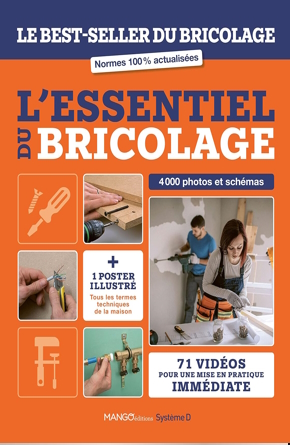 LE BEST-SELLER DU BRICOLAGE
Normes 100% actualisées
L'ESSENTIEL
DU BRICOLAGE
4000 photos et schémas
+
1 POSTER
ILLUSTRÉ
Tous les termes
techniques
de la maison
71 VIDÉOS
POUR UNE MISE EN PRATIQUE
IMMÉDIATE
MANGO éditions Système D